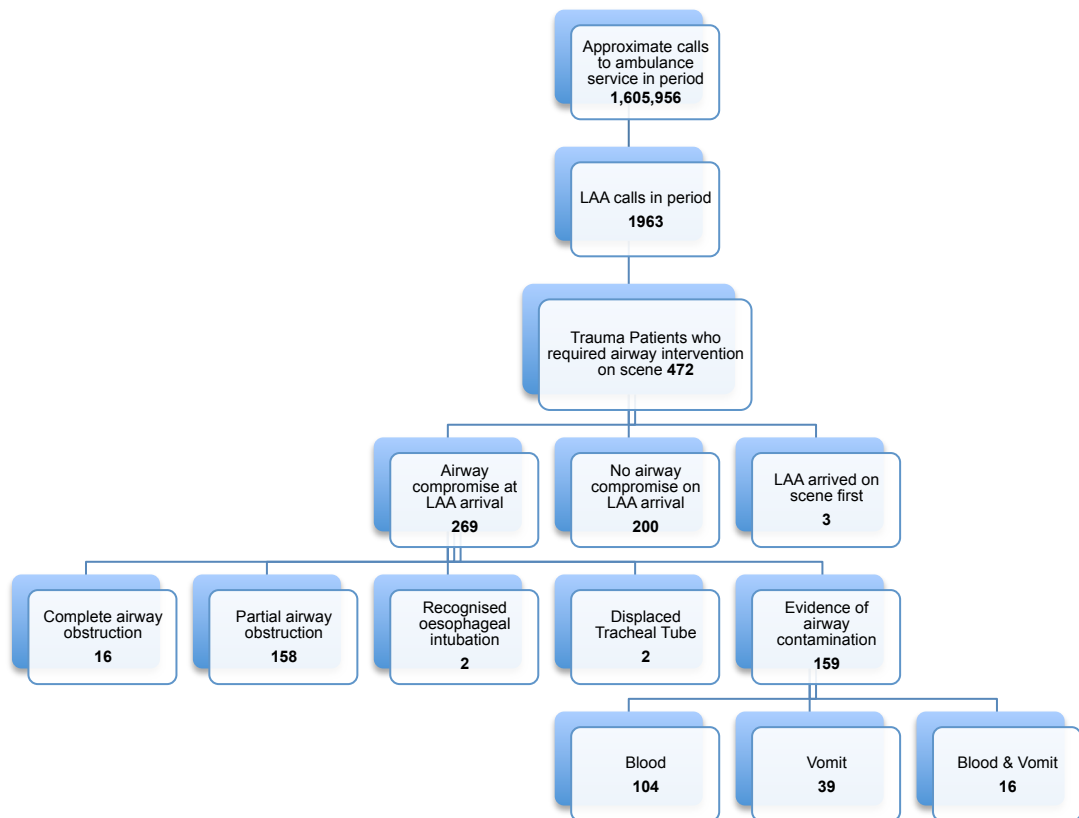 Approximate calls
to ambulance
service in period
1,605,956
LAA calls in period
1963
Trauma Patients who
required airway intervention
on scene 472
Airway
compromise at
LAA arrival
269
No airway
compromise on
LAA arrival
200
LAA arrived on
scene first
3
Complete airway
obstruction
16
Partial airway
obstruction
158
Recognised
oesophageal
intubation
2
Displaced
Tracheal Tube
2
Evidence of
airway
contamination
159
Blood
104
Vomit
39
Blood & Vomit
16